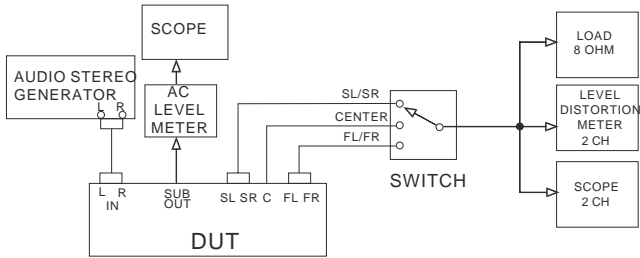 SCOPE
AUDIO STEREO
GENERATOR
L R
AC
LEVEL
METER
SL/SR
CENTER
FL/FR
SWITCH
LOAD
8 OHM
LEVEL
DISTORTION
METER
2 CH
SCOPE
2 CH
L R
IN
SUB
OUT
SL SR C FL FR
DUT